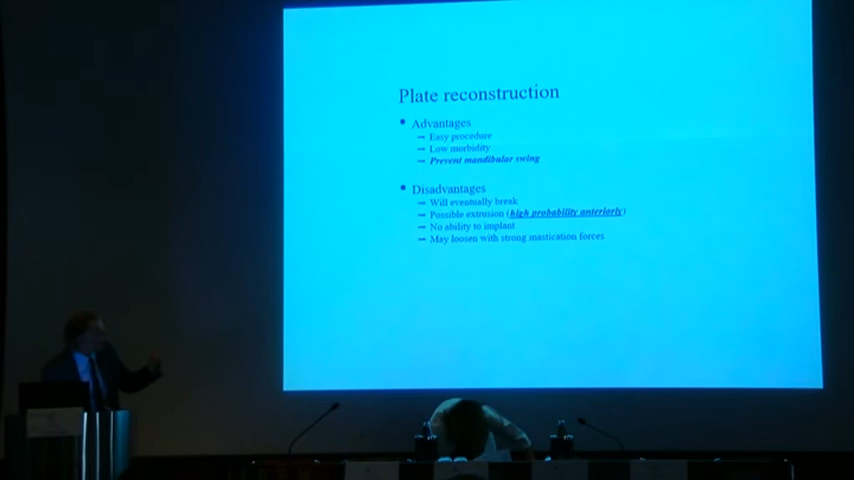 Plate reconstruction
• Advantages
– Easy procedure
– Low morbidity
– Prevent mandibular swing
• Disadvantages
– Will eventually break
– Possible extrusion (high probability anteriorly)
– No ability to implant
– May loosen with strong mastication forces